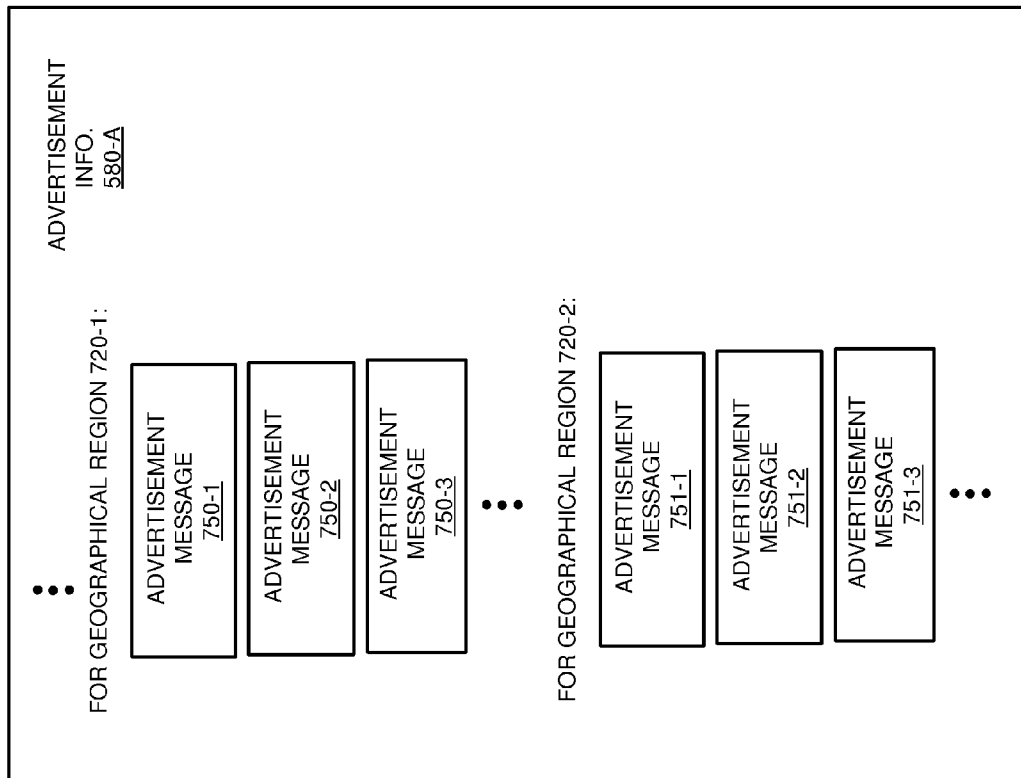 ADVERTISEMENT
INFO.
580-A
FOR GEOGRAPHICAL REGION 720-1:
ADVERTISEMENT
MESSAGE
750-1
ADVERTISEMENT
MESSAGE
750-2
ADVERTISEMENT
MESSAGE
750-3
FOR GEOGRAPHICAL REGION 720-2:
ADVERTISEMENT
MESSAGE
751-1
ADVERTISEMENT
MESSAGE
751-2
ADVERTISEMENT
MESSAGE
751-3